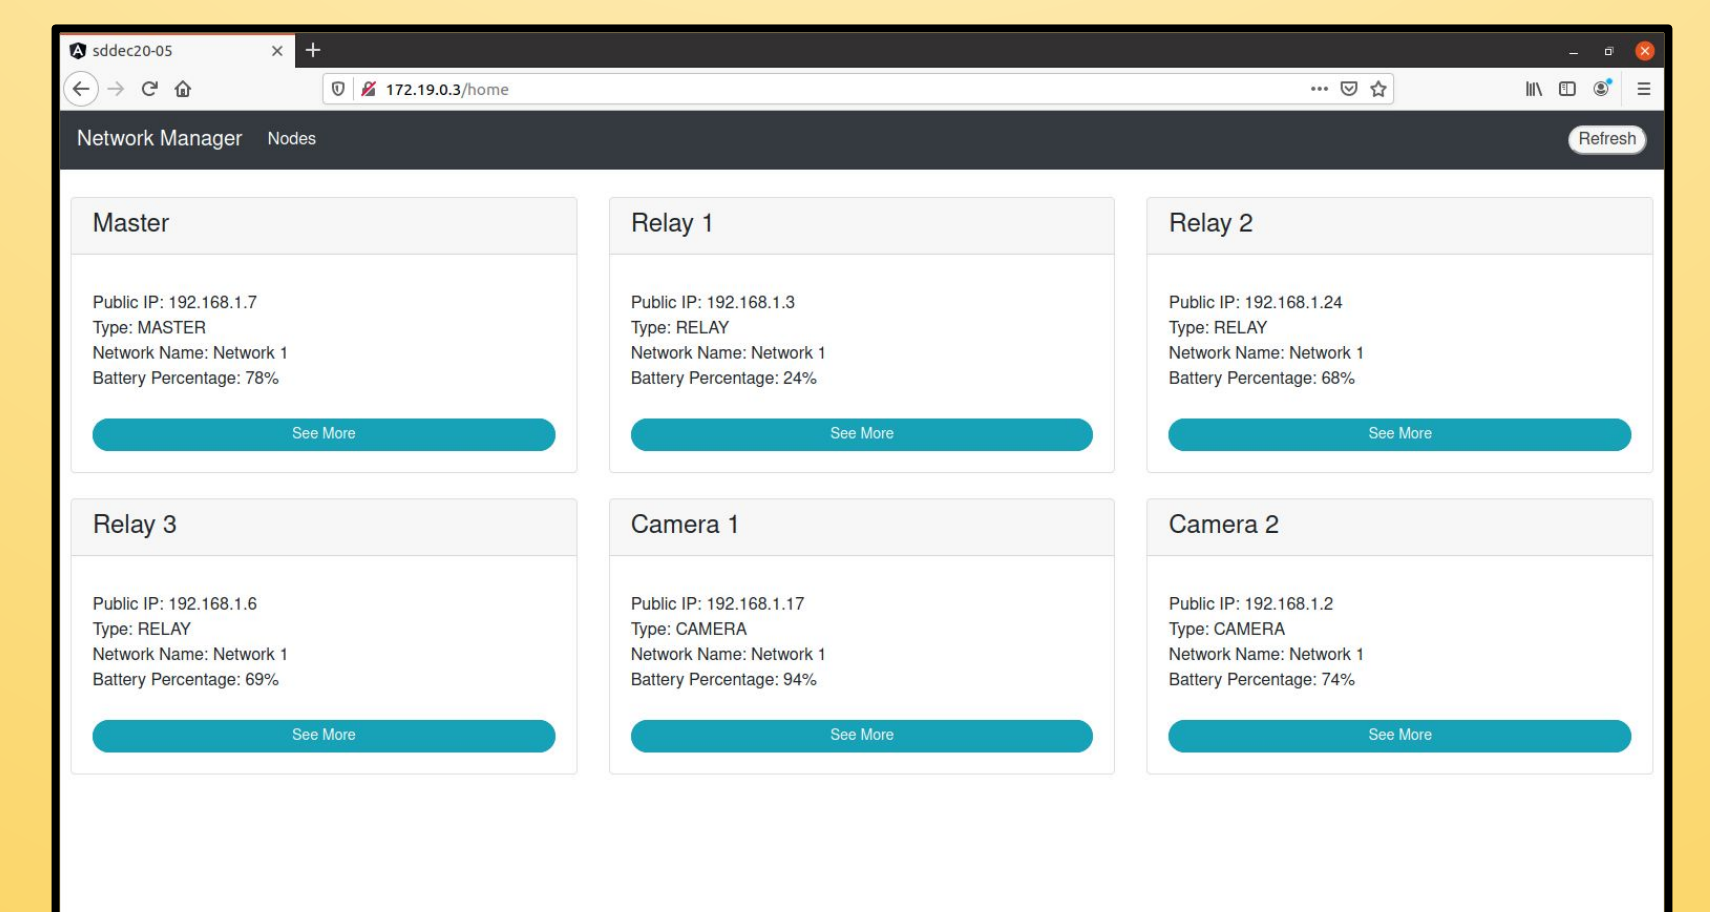 sddec20-05
172.19.0.3/home
Network Manager Nodes Refresh
Master
Public IP: 192.168.1.7
Type: MASTER
Network Name: Network 1
Battery Percentage: 78%
See More
Relay 1
Public IP: 192.168.1.3
Type: RELAY
Network Name: Network 1
Battery Percentage: 24%
See More
Relay 2
Public IP: 192.168.1.24
Type: RELAY
Network Name: Network 1
Battery Percentage: 68%
See More
Relay 3
Public IP: 192.168.1.6
Type: RELAY
Network Name: Network 1
Battery Percentage: 69%
See More
Camera 1
Public IP: 192.168.1.17
Type: CAMERA
Network Name: Network 1
Battery Percentage: 94%
See More
Camera 2
Public IP: 192.168.1.2
Type: CAMERA
Network Name: Network 1
Battery Percentage: 74%
See More